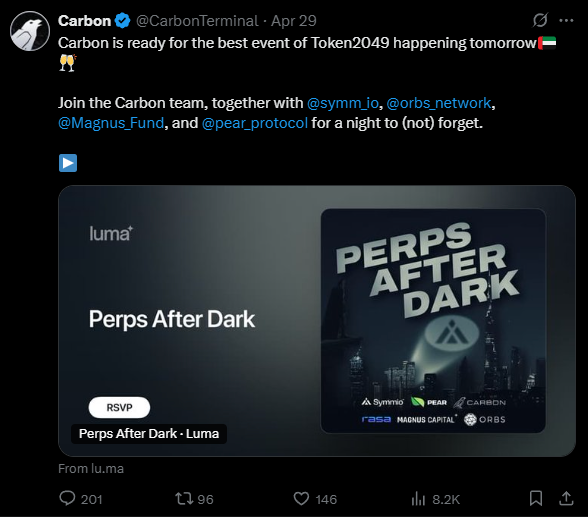 Carbon @CarbonTerminal · Apr 29
Carbon is ready for the best event of Token2049 happening tomorrow🇦🇪
🥂
Join the Carbon team, together with @symm_io, @orbs_network,
@Magnus_Fund, and @pear_protocol for a night to (not) forget.
▶️
luma
Perps After Dark
RSVP
Perps After Dark · Luma
PERPS
AFTER
DARK
Symmio PEAR CARBON
rasa MAGNUS CAPITAL ORBS
From lu.ma
201 96 146 8.2K